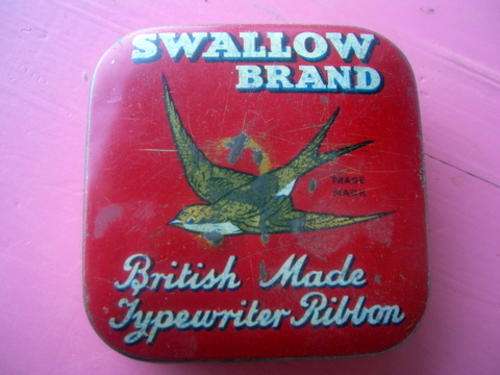 SWALLOW
BRAND
TRADE
MARK
British Made
Typewriter Ribbon